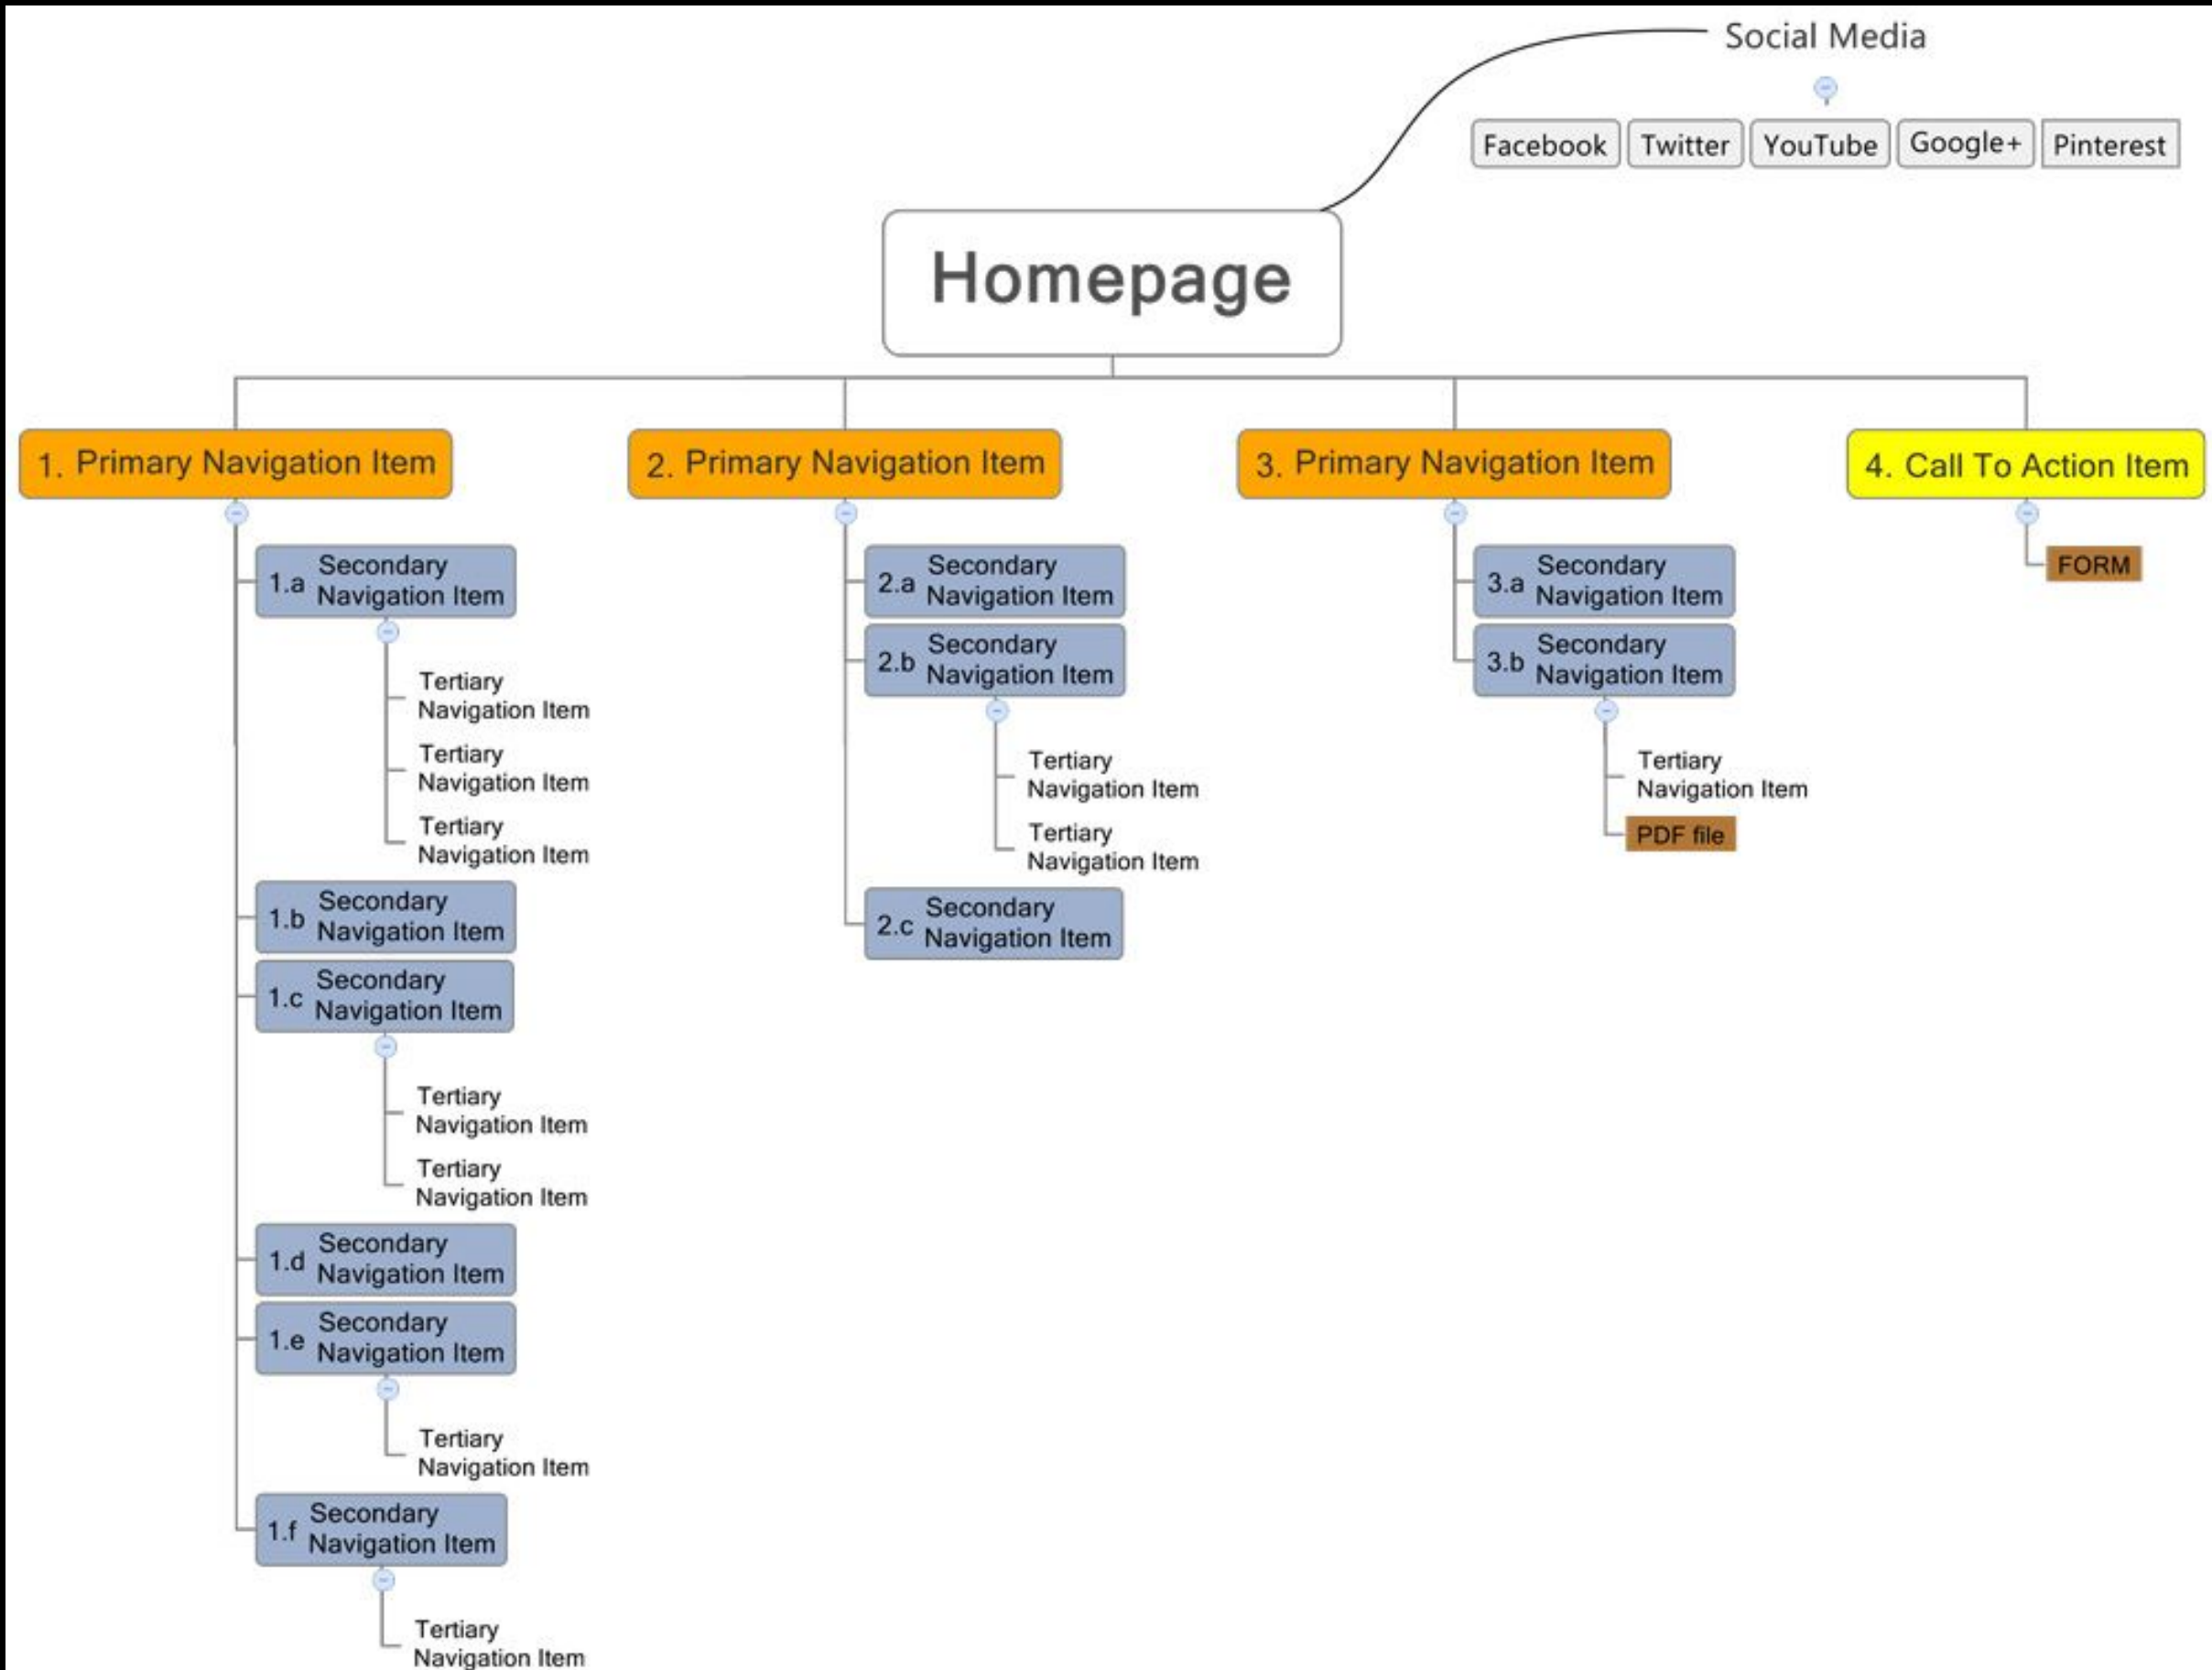 Social Media
Facebook Twitter YouTube Google+ Pinterest
Homepage
1. Primary Navigation Item
2. Primary Navigation Item
3. Primary Navigation Item
4. Call To Action Item
1.a Secondary
Navigation Item
Tertiary
Navigation Item
Tertiary
Navigation Item
Tertiary
Navigation Item
1.b Secondary
Navigation Item
1.c Secondary
Navigation Item
Tertiary
Navigation Item
Tertiary
Navigation Item
1.d Secondary
Navigation Item
1.e Secondary
Navigation Item
Tertiary
Navigation Item
1.f Secondary
Navigation Item
Tertiary
Navigation Item
2.a Secondary
Navigation Item
2.b Secondary
Navigation Item
Tertiary
Navigation Item
Tertiary
Navigation Item
2.c Secondary
Navigation Item
3.a Secondary
Navigation Item
3.b Secondary
Navigation Item
Tertiary
Navigation Item
PDF file
FORM